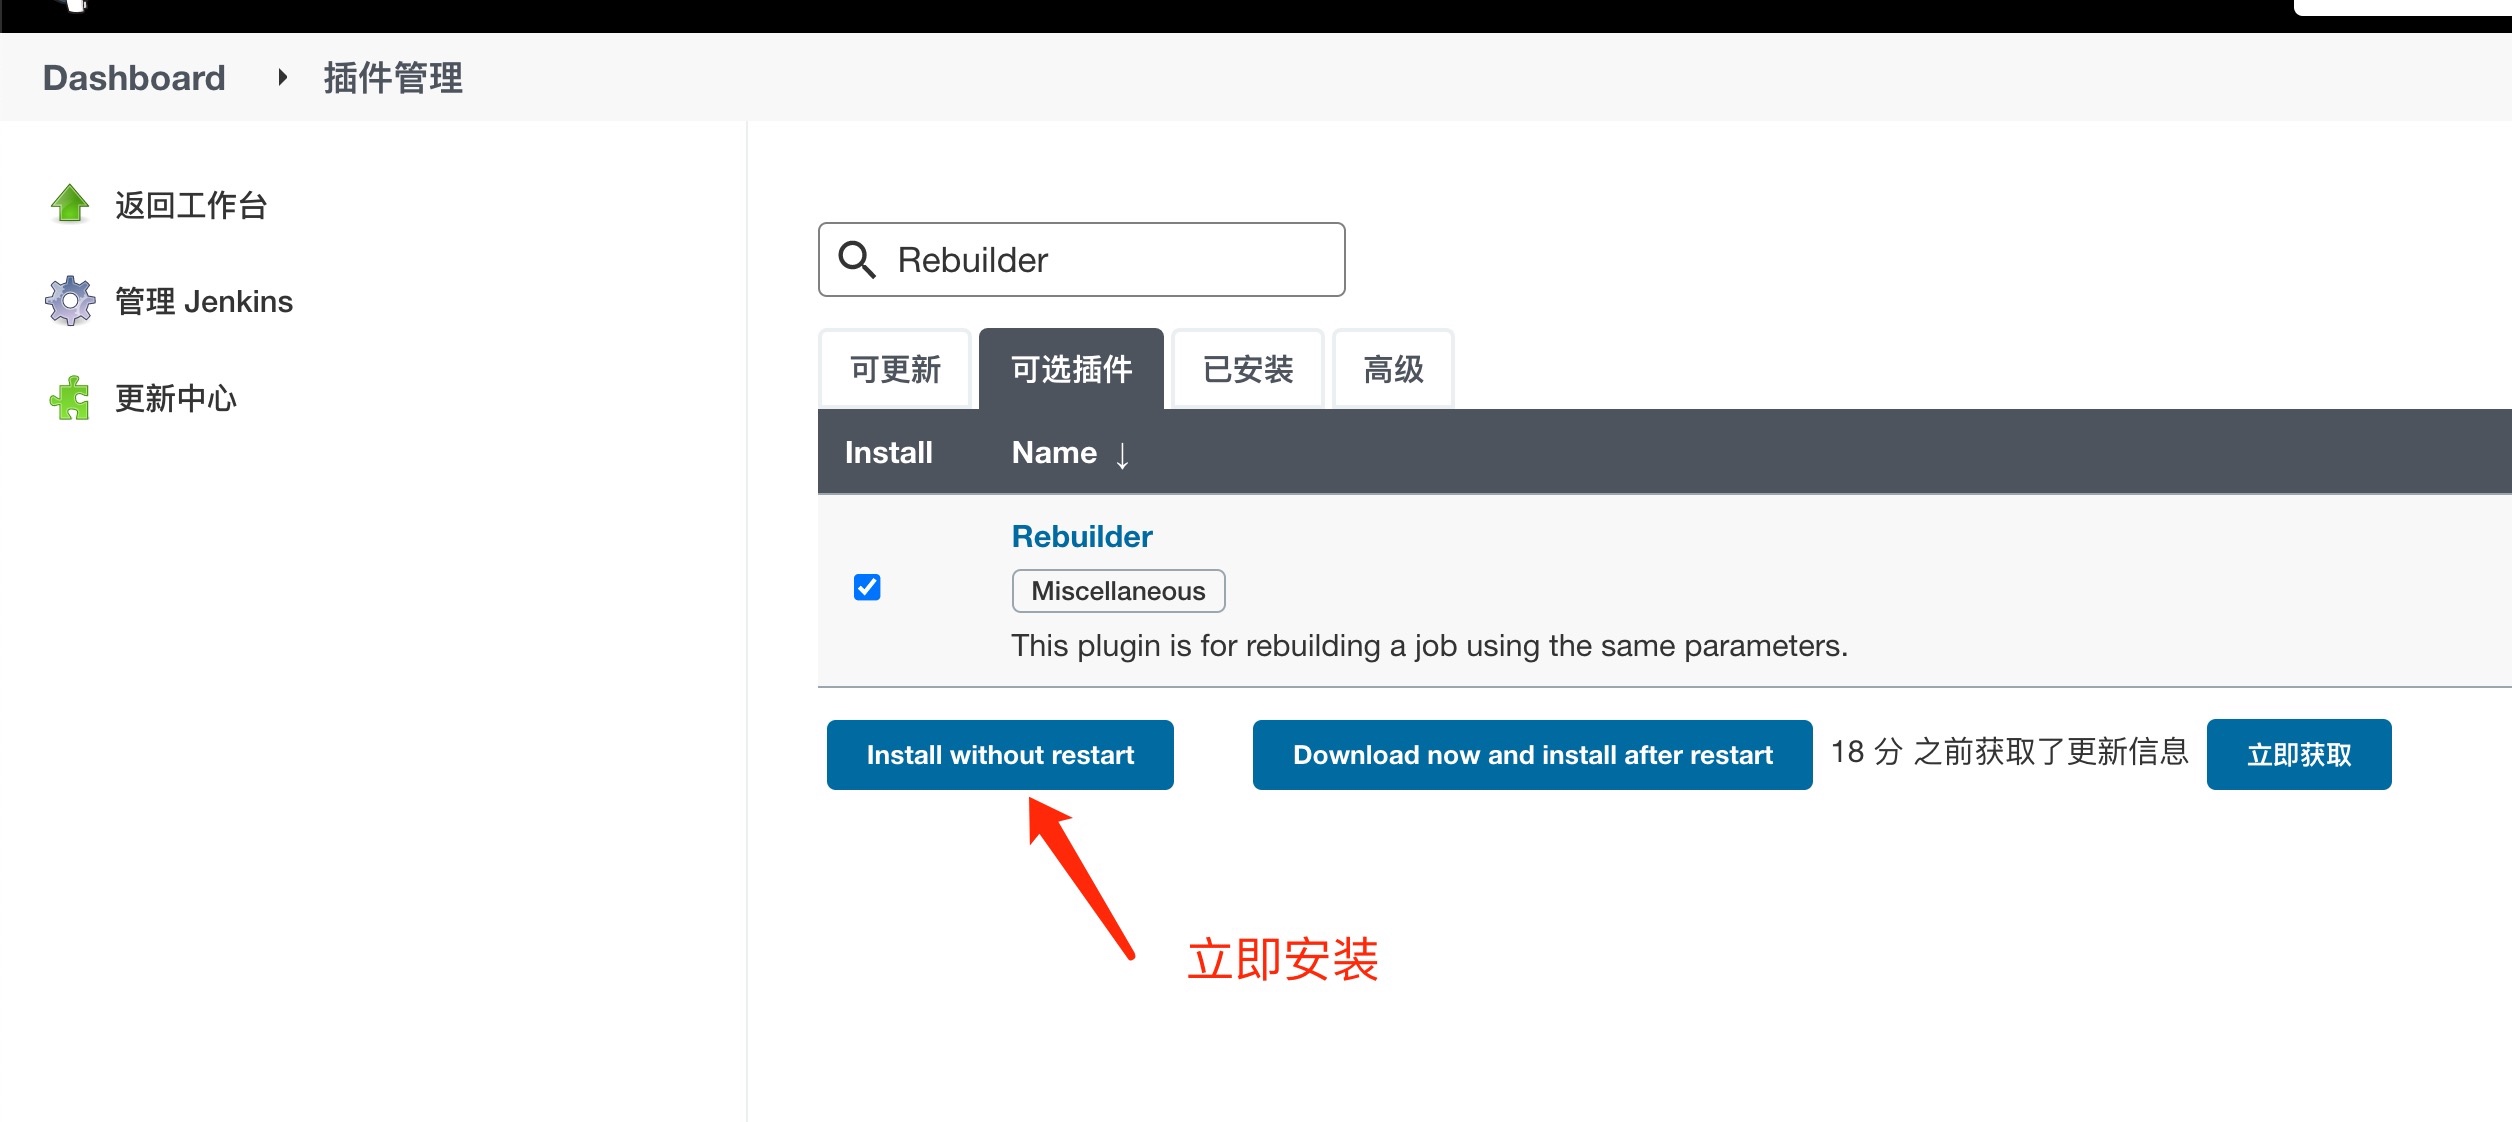 Dashboard 插件管理
返回工作台
管理 Jenkins
更新中心
Rebuilder
可更新 可选插件 已安装 高级
Install Name ↓
Rebuilder
Miscellaneous
This plugin is for rebuilding a job using the same parameters.
Install without restart Download now and install after restart 18 分 之前获取了更新信息 立即获取
立即安装